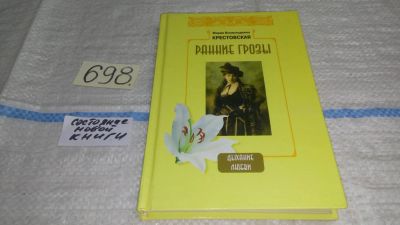 698.
состояние
новой
книги
Мария Всеволодовна
КРЕСТОВСКАЯ
РАННИЕ ГРОЗЫ
ДЫХАНИЕ
ЛЮБВИ